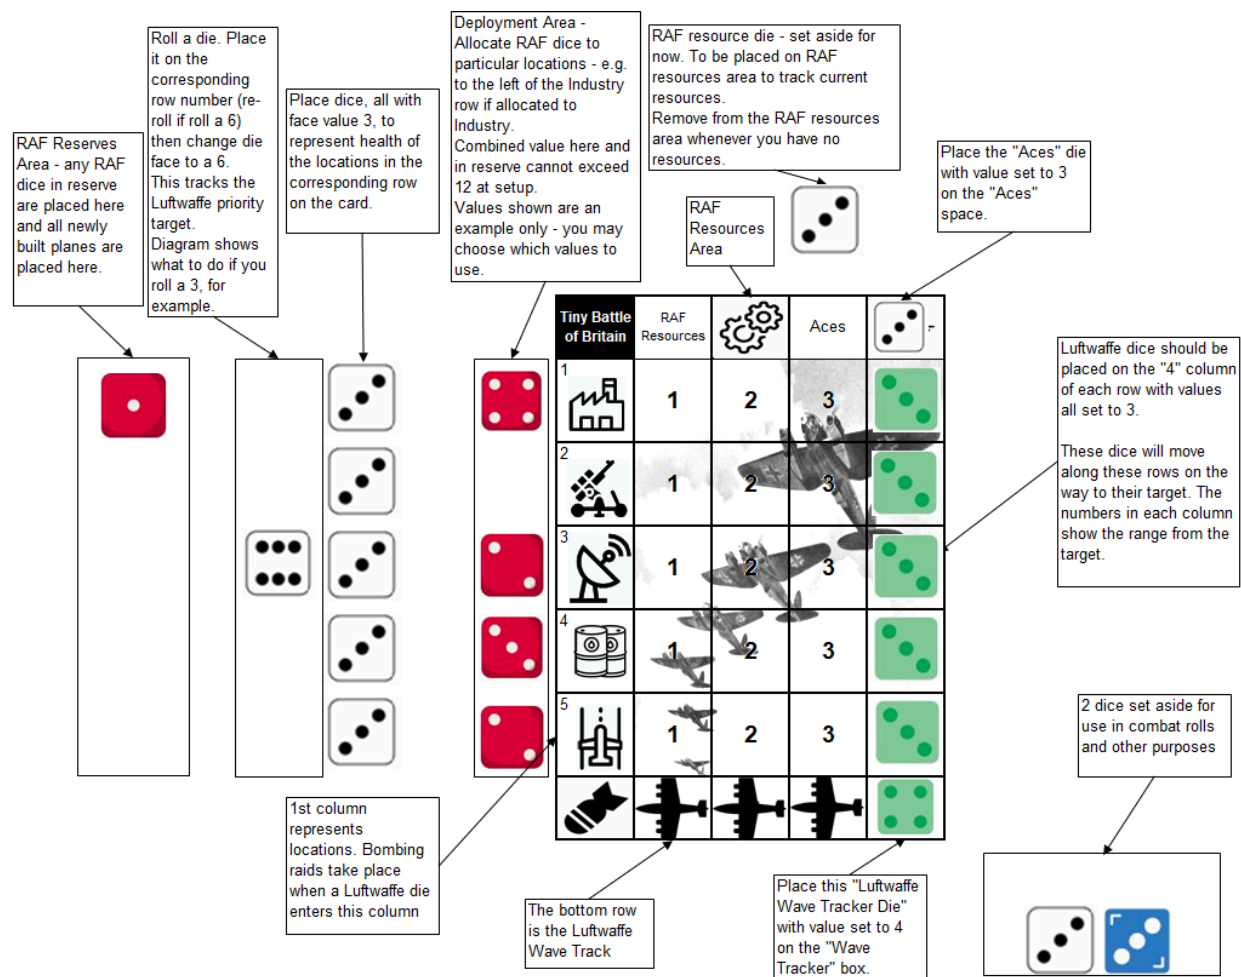 Roll a die. Place
it on the
corresponding
row number (re-
roll if roll a 6)
then change die
face to a 6.
This tracks the
Luftwaffe priority
target.
Diagram shows
what to do if you
roll a 3, for
example.
Deployment Area -
Allocate RAF dice to
particular locations - e.g.
to the left of the Industry
row if allocated to
Industry.
Combined value here and
in reserve cannot exceed
12 at setup.
Values shown are an
example only - you may
choose which values to
use.
RAF resource die - set aside for
now. To be placed on RAF
resources area to track current
resources.
Remove from the RAF resources
area whenever you have no
resources.
Place dice, all with
face value 3, to
represent health
of the locations in the
corresponding row
on the card.
RAF Reserves
Area - any RAF
dice in reserve
are placed here
and all newly
built planes are
placed here.
Place the "Aces" die
with value set to 3
on the "Aces"
space.
RAF
Resources
Area
Tiny Battle
of Britain
RAF
Resources
Aces
1
1 2 3
2
1 2 3
3
1 2 3
4
1 2 3
5
1 2 3
Luftwaffe dice should be
placed on the "4" column
of each row with values
all set to 3.
These dice will move
along these rows on the
way to their target. The
numbers in each column
show the range from the
target.
2 dice set aside for
use in combat rolls
and other purposes
1st column
represents
locations. Bombing
raids take place
when a Luftwaffe die
enters this column
The bottom row
is the Luftwaffe
Wave Track
Place this "Luftwaffe
Wave Tracker Die"
with value set to 4
on the "Wave
Tracker" box.